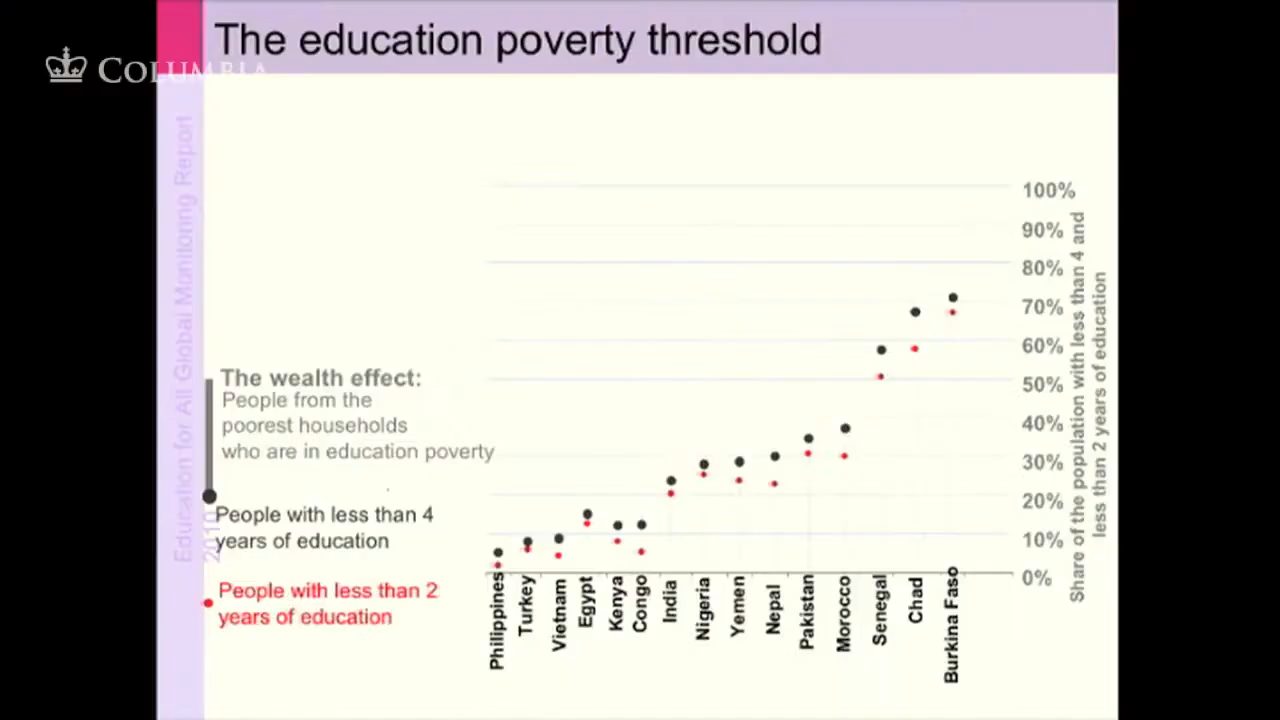 The education poverty threshold
COLUMBIA
Education for All Global Monitoring Report
2010
The wealth effect:
People from the
poorest households
who are in education poverty
People with less than 4
years of education
People with less than 2
years of education
100%
90%
80%
70%
60%
50%
40%
30%
20%
10%
0%
Share of the population with less than 4 and
less than 2 years of education
Philippines
Turkey
Vietnam
Egypt
Kenya
Congo
India
Nigeria
Yemen
Nepal
Pakistan
Morocco
Senegal
Chad
Burkina Faso